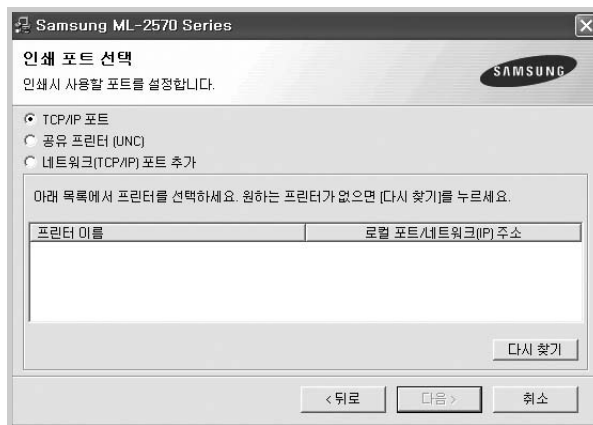 Samsung ML-2570 Series
인쇄 포트 선택
인쇄시 사용할 포트를 설정합니다.
SAMSUNG
TCP/IP 포트
공유 프린터 (UNC)
네트워크(TCP/IP) 포트 추가
아래 목록에서 프린터를 선택하세요. 원하는 프린터가 없으면 [다시 찾기]를 누르세요.
프린터 이름 로컬 포트/네트워크(IP) 주소
다시 찾기
< 뒤로 다음 > 취소